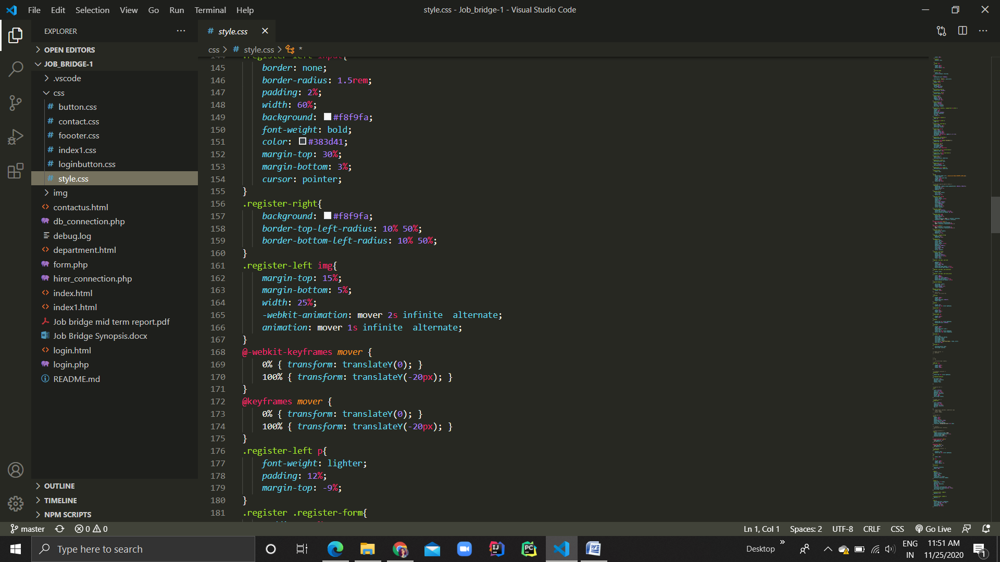 File Edit Selection View Go Run Terminal Help
style.css - Job_bridge-1 - Visual Studio Code
EXPLORER
OPEN EDITORS
JOB_BRIDGE-1
.vscode
css
# button.css
# contact.css
# foooter.css
# index1.css
# loginbutton.css
# style.css
img
<> contactus.html
db_connection.php
debug.log
<> department.html
form.php
hirer_connection.php
<> index.html
<> index1.html
Job bridge mid term report.pdf
Job Bridge Synopsis.docx
<> login.html
login.php
README.md
OUTLINE
TIMELINE
NPM SCRIPTS
# style.css
css > # style.css > *
144 .register-left input{
145 border: none;
146 border-radius: 1.5rem;
147 padding: 2%;
148 width: 60%;
149 background: #f8f9fa;
150 font-weight: bold;
151 color: #383d41;
152 margin-top: 30%;
153 margin-bottom: 3%;
154 cursor: pointer;
155 }
156 .register-right{
157 background: #f8f9fa;
158 border-top-left-radius: 10% 50%;
159 border-bottom-left-radius: 10% 50%;
160 }
161 .register-left img{
162 margin-top: 15%;
163 margin-bottom: 5%;
164 width: 25%;
165 -webkit-animation: mover 2s infinite  alternate;
166 animation: mover 1s infinite  alternate;
167 }
168 @-webkit-keyframes mover {
169 0% { transform: translateY(0); }
170 100% { transform: translateY(-20px); }
171 }
172 @keyframes mover {
173 0% { transform: translateY(0); }
174 100% { transform: translateY(-20px); }
175 }
176 .register-left p{
177 font-weight: lighter;
178 padding: 12%;
179 margin-top: -9%;
180 }
181 .register .register-form{
master 0 0 Ln 1, Col 1 Spaces: 2 UTF-8 CRLF CSS Go Live
Type here to search
Desktop
ENG
IN
11:51 AM
11/25/2020
1